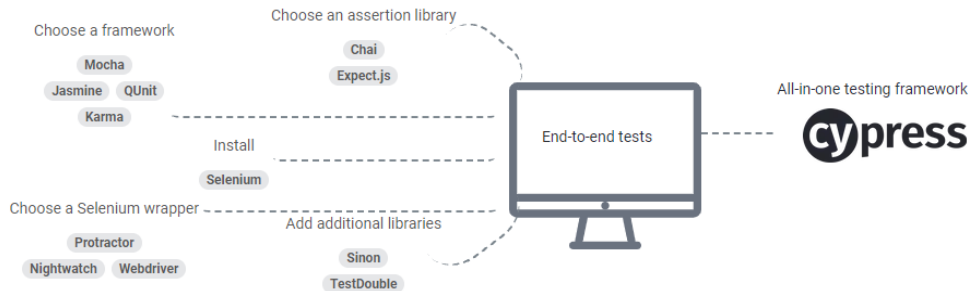 Choose a framework
Mocha
Jasmine QUnit
Karma
Choose an assertion library
Chai
Expect.js
Install
Selenium
Choose a Selenium wrapper
Protractor
Nightwatch Webdriver
Add additional libraries
Sinon
TestDouble
End-to-end tests
All-in-one testing framework
cypress